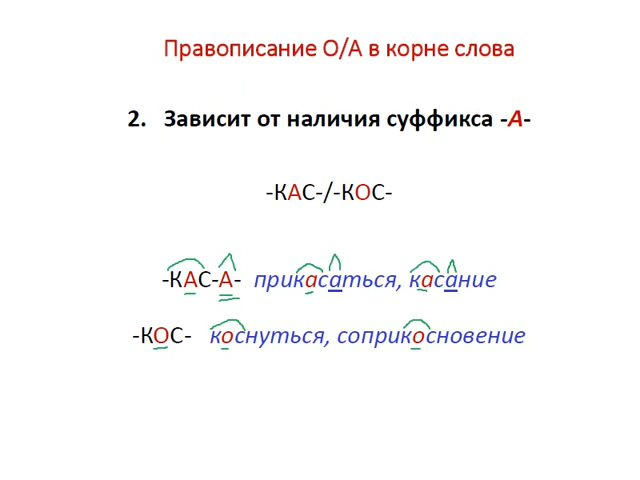 Правописание О/А в корне слова
2. Зависит от наличия суффикса -А-
-КАС-/-КОС-
-КАС-А- прикасаться, касание
-КОС- коснуться, соприкосновение